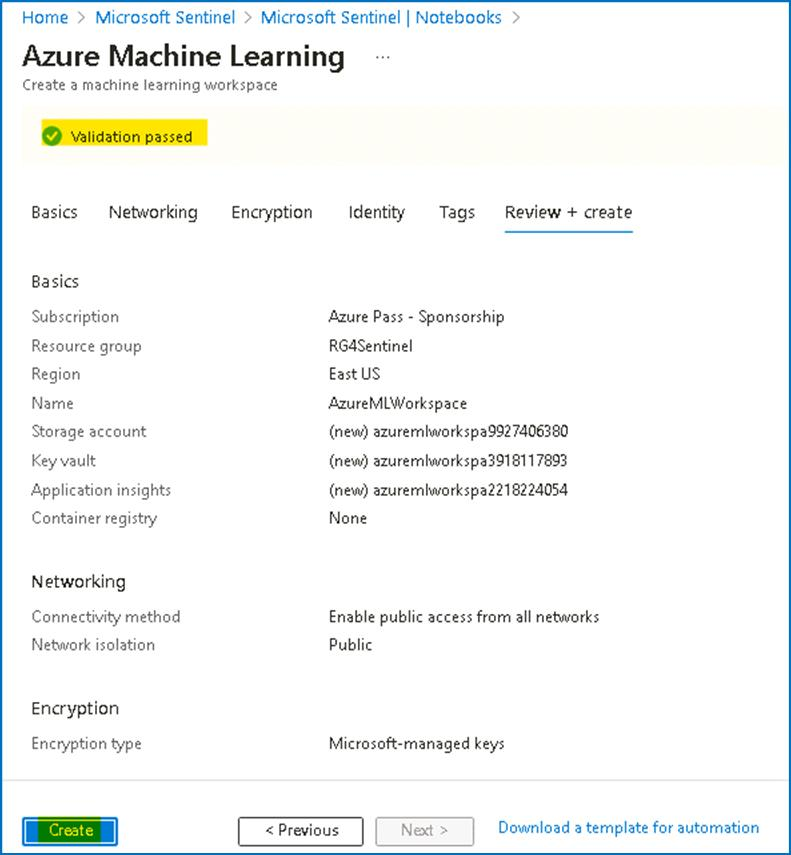 Home > Microsoft Sentinel > Microsoft Sentinel | Notebooks >
Azure Machine Learning ...
Create a machine learning workspace
Validation passed
Basics Networking Encryption Identity Tags Review + create
Basics
Subscription Azure Pass - Sponsorship
Resource group RG4Sentinel
Region East US
Name AzureMLWorkspace
Storage account (new) azuremlworkspa9927406380
Key vault (new) azuremlworkspa3918117893
Application insights (new) azuremlworkspa2218224054
Container registry None
Networking
Connectivity method Enable public access from all networks
Network isolation Public
Encryption
Encryption type Microsoft-managed keys
Create < Previous Next > Download a template for automation